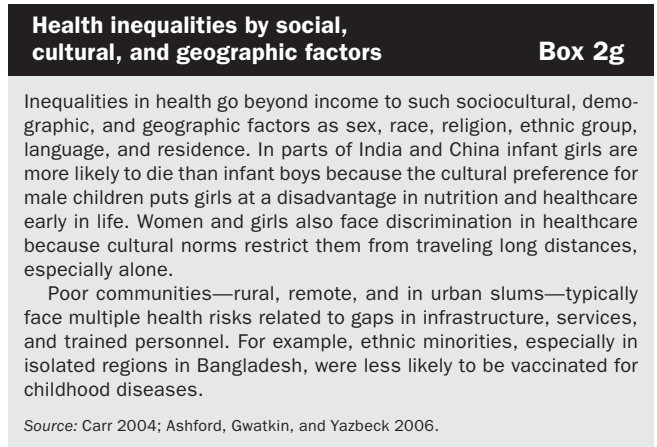 Health inequalities by social,
cultural, and geographic factors
Box 2g
Inequalities in health go beyond income to such sociocultural, demo-
graphic, and geographic factors as sex, race, religion, ethnic group,
language, and residence. In parts of India and China infant girls are
more likely to die than infant boys because the cultural preference for
male children puts girls at a disadvantage in nutrition and healthcare
early in life. Women and girls also face discrimination in healthcare
because cultural norms restrict them from traveling long distances,
especially alone.
Poor communities—rural, remote, and in urban slums—typically
face multiple health risks related to gaps in infrastructure, services,
and trained personnel. For example, ethnic minorities, especially in
isolated regions in Bangladesh, were less likely to be vaccinated for
childhood diseases.
Source: Carr 2004; Ashford, Gwatkin, and Yazbeck 2006.